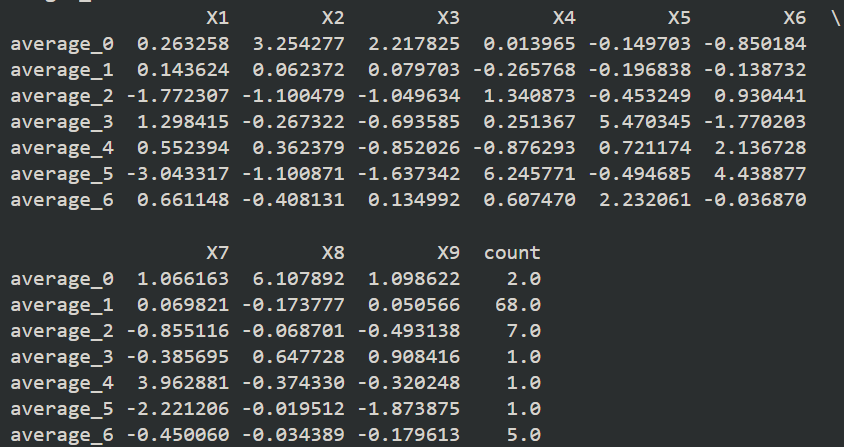 X1 X2 X3 X4 X5 X6 \
average_0 0.263258 3.254277 2.217825 0.013965 -0.149703 -0.850184
average_1 0.143624 0.062372 0.079703 -0.265768 -0.196838 -0.138732
average_2 -1.772307 -1.100479 -1.049634 1.340873 -0.453249 0.930441
average_3 1.298415 -0.267322 -0.693585 0.251367 5.470345 -1.770203
average_4 0.552394 0.362379 -0.852026 -0.876293 0.721174 2.136728
average_5 -3.043317 -1.100871 -1.637342 6.245771 -0.494685 4.438877
average_6 0.661148 -0.408131 0.134992 0.607470 2.232061 -0.036870
X7 X8 X9 count
average_0 1.066163 6.107892 1.098622 2.0
average_1 0.069821 -0.173777 0.050566 68.0
average_2 -0.855116 -0.068701 -0.493138 7.0
average_3 -0.385695 0.647728 0.908416 1.0
average_4 3.962881 -0.374330 -0.320248 1.0
average_5 -2.221206 -0.019512 -1.873875 1.0
average_6 -0.450060 -0.034389 -0.179613 5.0